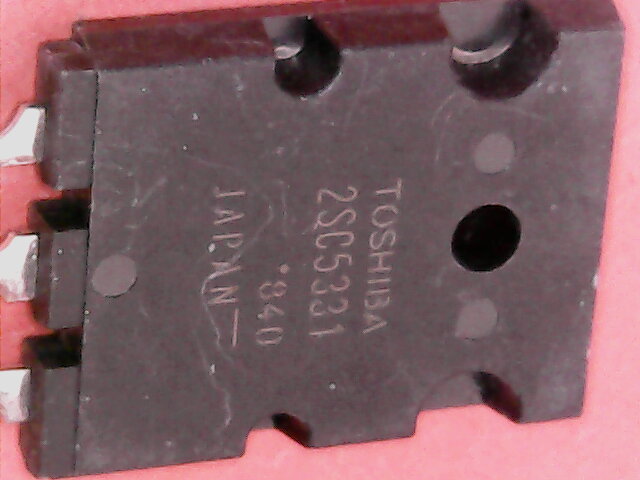 TOSHIBA
2SC5331
•840
JAPAN —